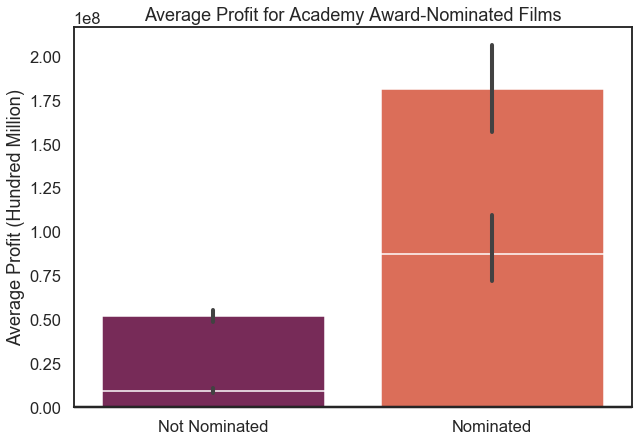 Average Profit for Academy Award-Nominated Films
1e8
Average Profit (Hundred Million)
2.00
1.75
1.50
1.25
1.00
0.75
0.50
0.25
0.00
Not Nominated
Nominated